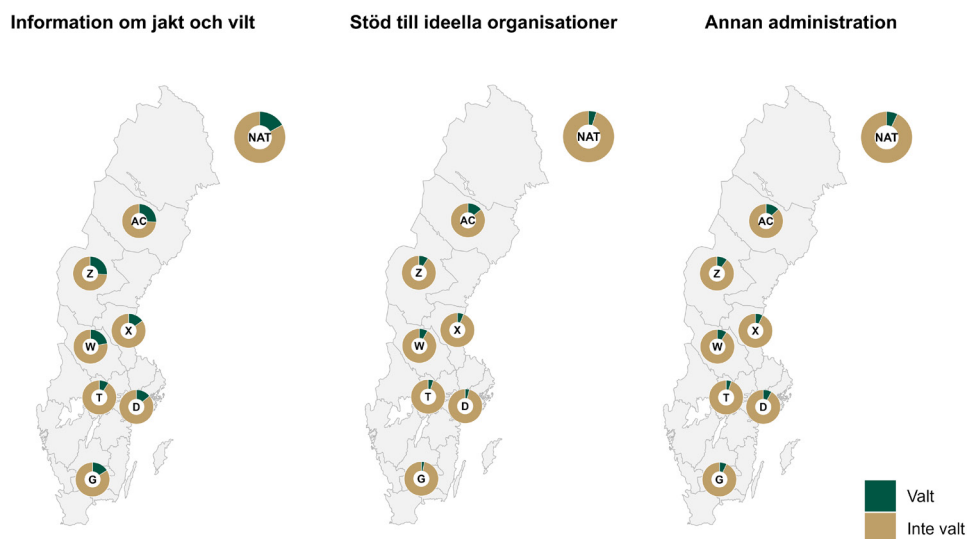 Information om jakt och vilt
Stöd till ideella organisationer
Annan administration
NAT
AC
Z
X
W
T
D
G
NAT
AC
Z
X
W
T
D
G
NAT
AC
Z
X
W
T
D
G
Valt
Inte valt